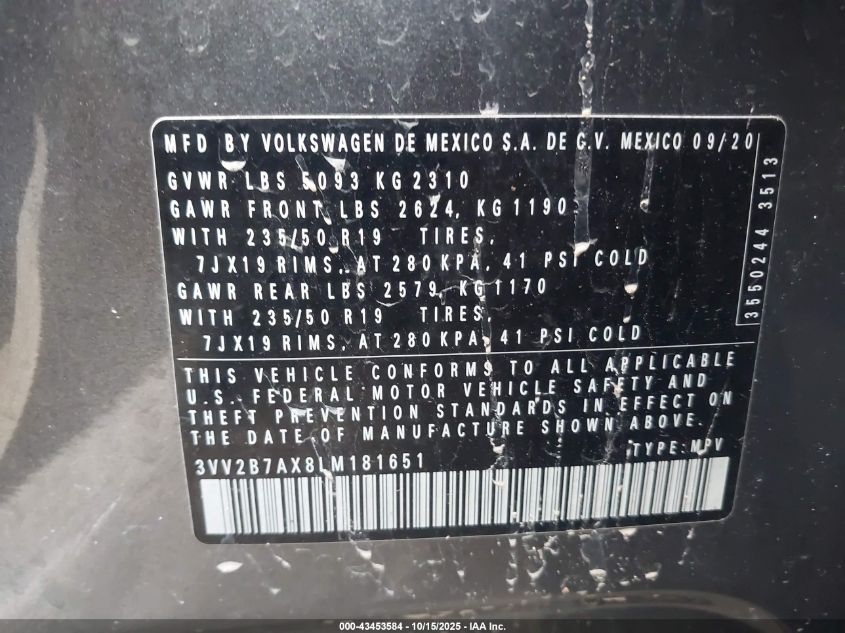 MFD BY VOLKSWAGEN DE MEXICO S.A. DE C.V. MEXICO 09/20
GVWR LBS 5093 KG 2310
GAWR FRONT LBS 2624, KG 1190
WITH 235/50 R19 TIRES,
7JX19 RIMS, AT 280 KPA, 41 PSI COLD
GAWR REAR LBS 2579, KG 1170
WITH 235/50 R19 TIRES,
7JX19 RIMS, AT 280 KPA, 41 PSI COLD
3550244 3513
THIS VEHICLE CONFORMS TO ALL APPLICABLE
U.S. FEDERAL MOTOR VEHICLE SAFETY AND
THEFT PREVENTION STANDARDS IN EFFECT ON
THE DATE OF MANUFACTURE SHOWN ABOVE.
TYPE: MPV
3VV2B7AX8LM181651
000-43453584 - 10/15/2025 - IAA Inc.